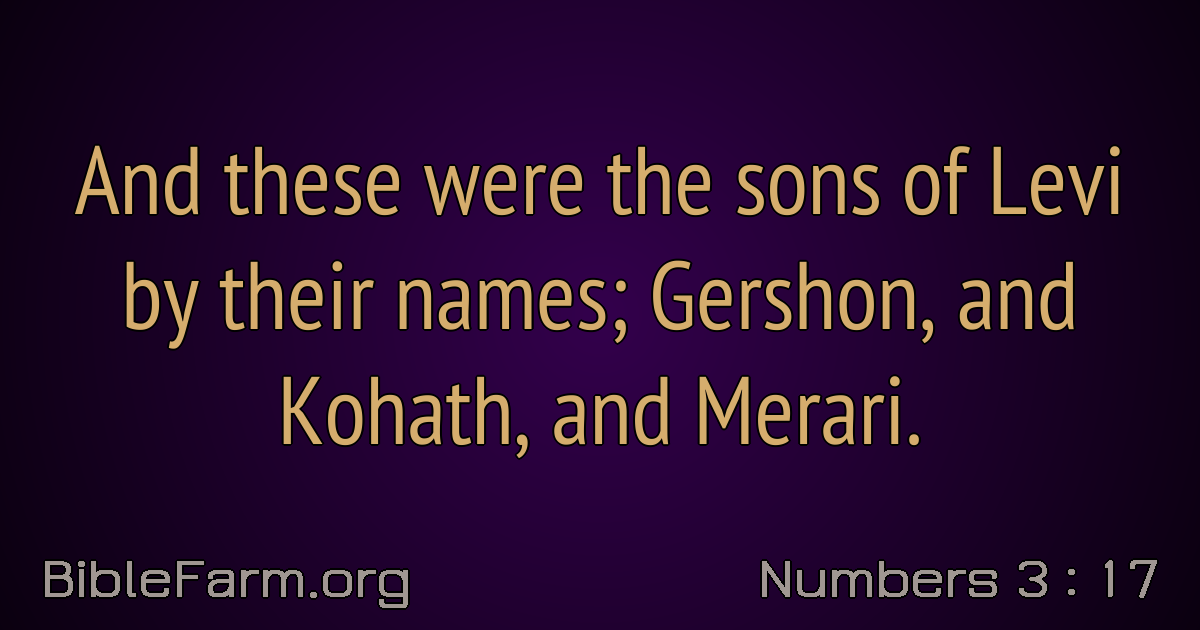 And these were the sons of Levi
by their names; Gershon, and
Kohath, and Merari.
BibleFarm.org
Numbers 3 : 17